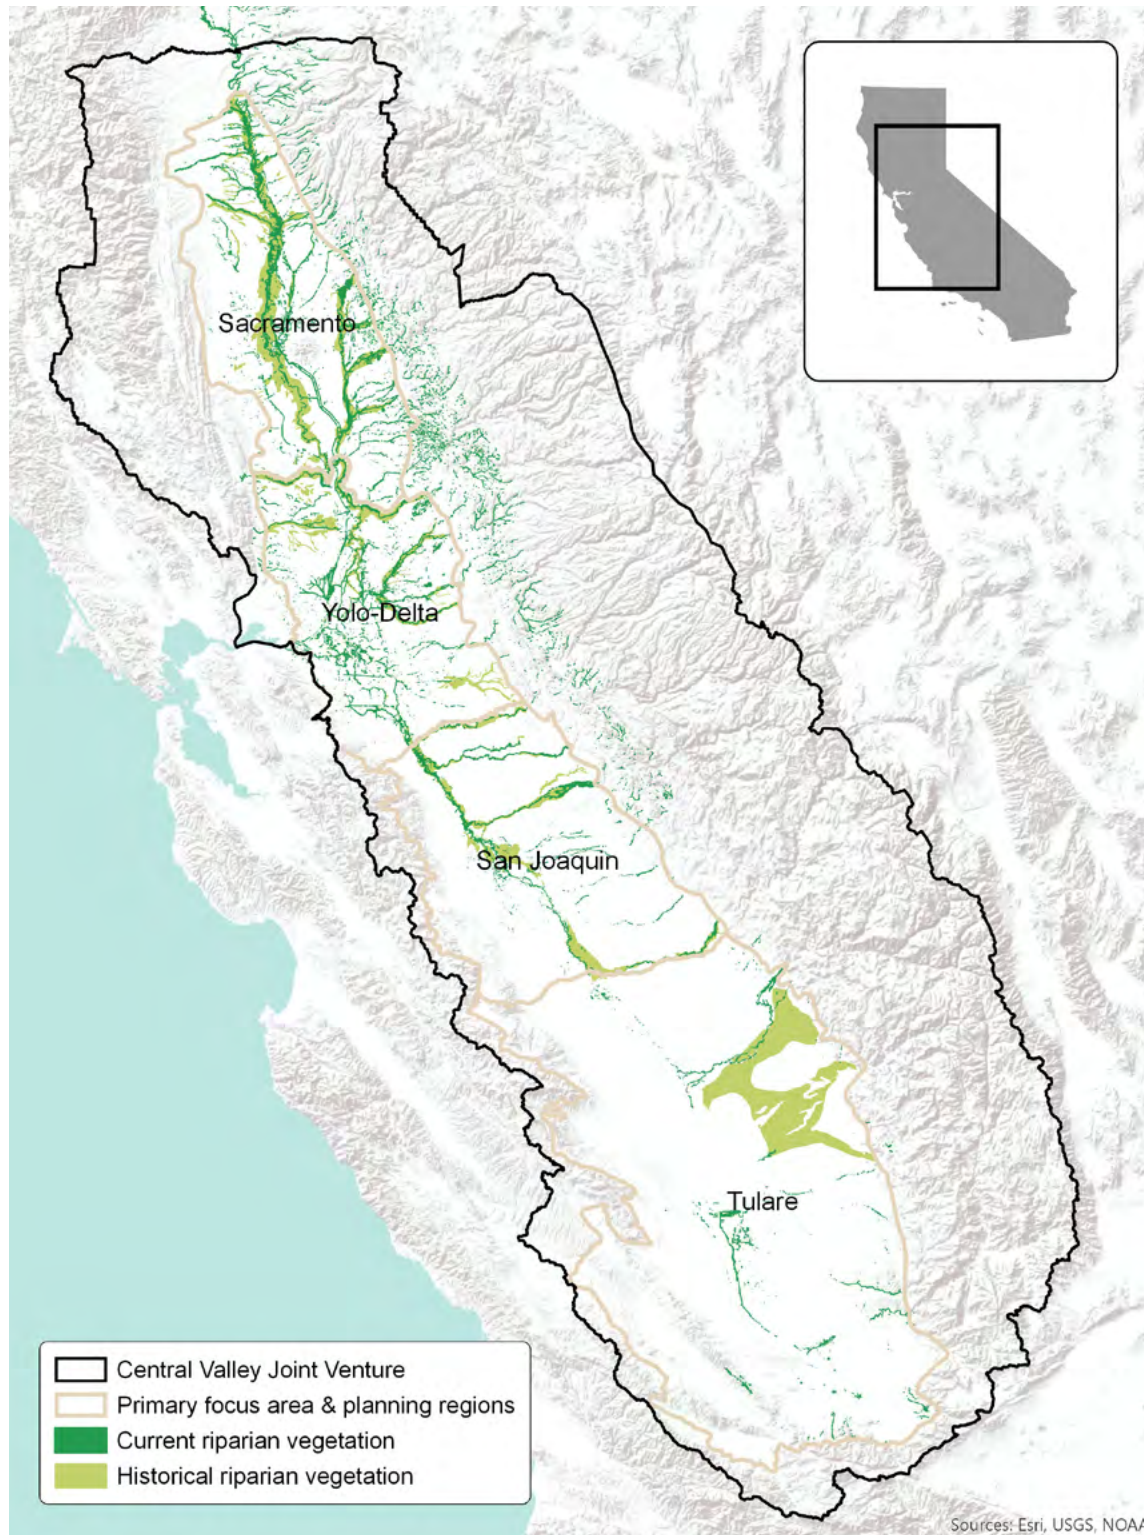 Sacramento
Yolo-Delta
San Joaquin
Tulare
Central Valley Joint Venture
Primary focus area & planning regions
Current riparian vegetation
Historical riparian vegetation
Sources: Esri, USGS, NOAA